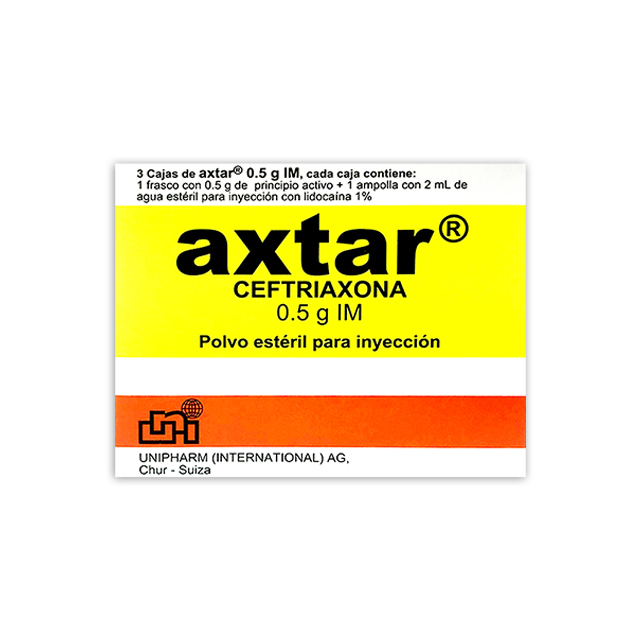 3 Cajas de axtar® 0.5 g IM, cada caja contiene:
1 frasco con 0.5 g de principio activo + 1 ampolla con 2 mL de
agua estéril para inyección con lidocaína 1%
axtar®
CEFTRIAXONA
0.5 g IM
Polvo estéril para inyección
uni
UNIPHARM (INTERNATIONAL) AG,
Chur - Suiza